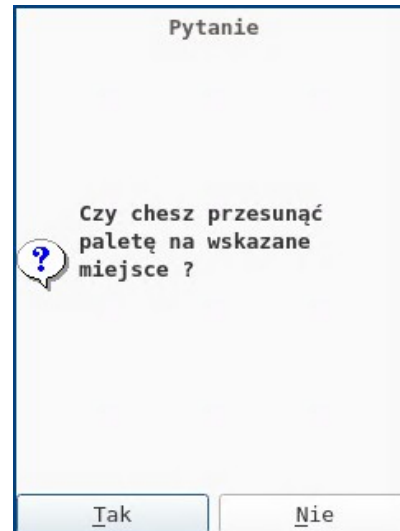 Pytanie
Czy chesz przesunąć
paletę na wskazane
miejsce ?
?
Tak
Nie